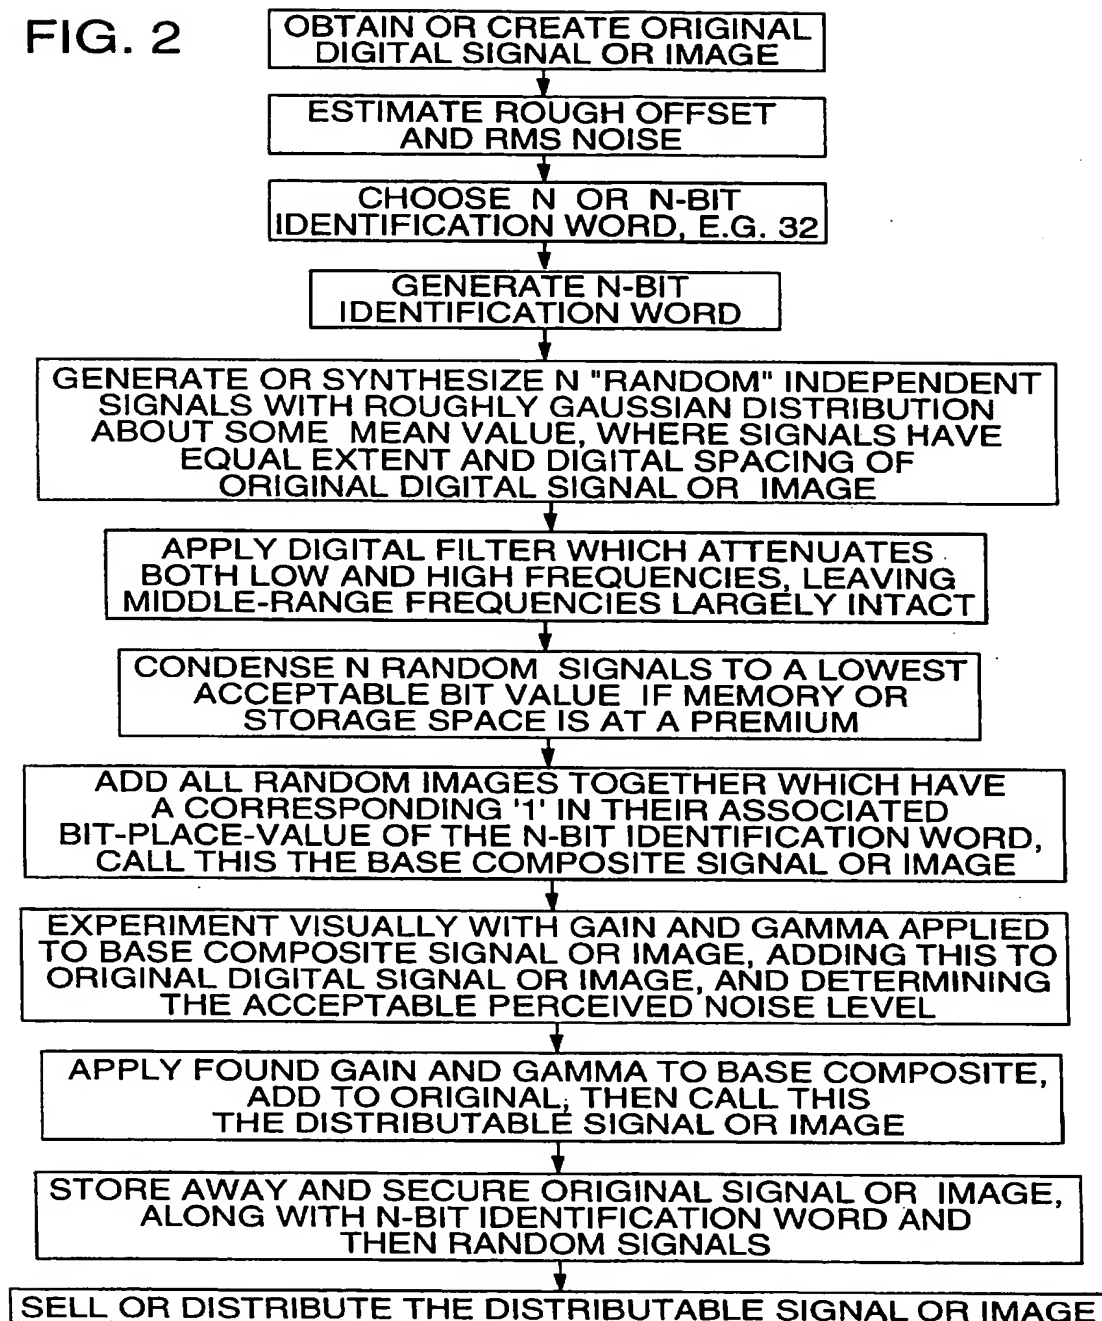 FIG. 2
OBTAIN OR CREATE ORIGINAL
DIGITAL SIGNAL OR IMAGE
ESTIMATE ROUGH OFFSET
AND RMS NOISE
CHOOSE N OR N-BIT
IDENTIFICATION WORD, E.G. 32
GENERATE N-BIT
IDENTIFICATION WORD
GENERATE OR SYNTHESIZE N "RANDOM" INDEPENDENT
SIGNALS WITH ROUGHLY GAUSSIAN DISTRIBUTION
ABOUT SOME MEAN VALUE, WHERE SIGNALS HAVE
EQUAL EXTENT AND DIGITAL SPACING OF
ORIGINAL DIGITAL SIGNAL OR IMAGE
APPLY DIGITAL FILTER WHICH ATTENUATES
BOTH LOW AND HIGH FREQUENCIES, LEAVING
MIDDLE-RANGE FREQUENCIES LARGELY INTACT
CONDENSE N RANDOM SIGNALS TO A LOWEST
ACCEPTABLE BIT VALUE IF MEMORY OR
STORAGE SPACE IS AT A PREMIUM
ADD ALL RANDOM IMAGES TOGETHER WHICH HAVE
A CORRESPONDING '1' IN THEIR ASSOCIATED
BIT-PLACE-VALUE OF THE N-BIT IDENTIFICATION WORD,
CALL THIS THE BASE COMPOSITE SIGNAL OR IMAGE
EXPERIMENT VISUALLY WITH GAIN AND GAMMA APPLIED
TO BASE COMPOSITE SIGNAL OR IMAGE, ADDING THIS TO
ORIGINAL DIGITAL SIGNAL OR IMAGE, AND DETERMINING
THE ACCEPTABLE PERCEIVED NOISE LEVEL
APPLY FOUND GAIN AND GAMMA TO BASE COMPOSITE,
ADD TO ORIGINAL, THEN CALL THIS
THE DISTRIBUTABLE SIGNAL OR IMAGE
STORE AWAY AND SECURE ORIGINAL SIGNAL OR IMAGE,
ALONG WITH N-BIT IDENTIFICATION WORD AND
THEN RANDOM SIGNALS
SELL OR DISTRIBUTE THE DISTRIBUTABLE SIGNAL OR IMAGE